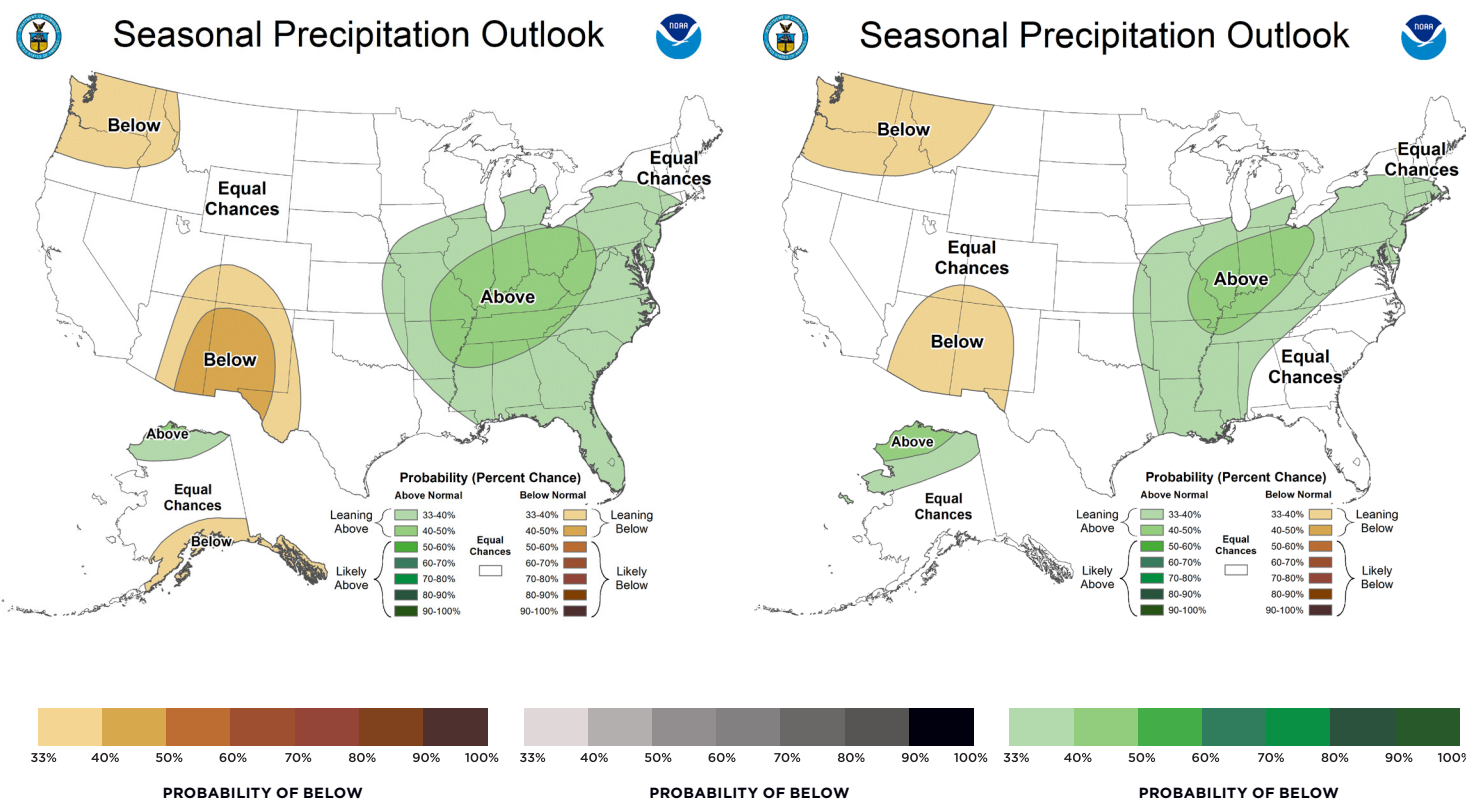 Seasonal Precipitation Outlook
NOAA
Below
Equal
Chances
Equal
Chances
Above
Below
Above
Equal
Chances
Below
Probability (Percent Chance)
Above Normal
Below Normal
Leaning
Above
33-40%
40-50%
50-60%
60-70%
70-80%
80-90%
90-100%
Likely
Above
Equal
Chances
33-40%
40-50%
50-60%
60-70%
70-80%
80-90%
90-100%
Leaning
Below
Likely
Below
Seasonal Precipitation Outlook
NOAA
Below
Equal
Chances
Equal
Chances
Above
Below
Equal
Chances
Above
Equal
Chances
Probability (Percent Chance)
Above Normal
Below Normal
Leaning
Above
33-40%
40-50%
50-60%
60-70%
70-80%
80-90%
90-100%
Likely
Above
Equal
Chances
33-40%
40-50%
50-60%
60-70%
70-80%
80-90%
90-100%
Leaning
Below
Likely
Below
33% 40% 50% 60% 70% 80% 90% 100%
PROBABILITY OF BELOW
33% 40% 50% 60% 70% 80% 90% 100%
PROBABILITY OF BELOW
33% 40% 50% 60% 70% 80% 90% 100%
PROBABILITY OF BELOW